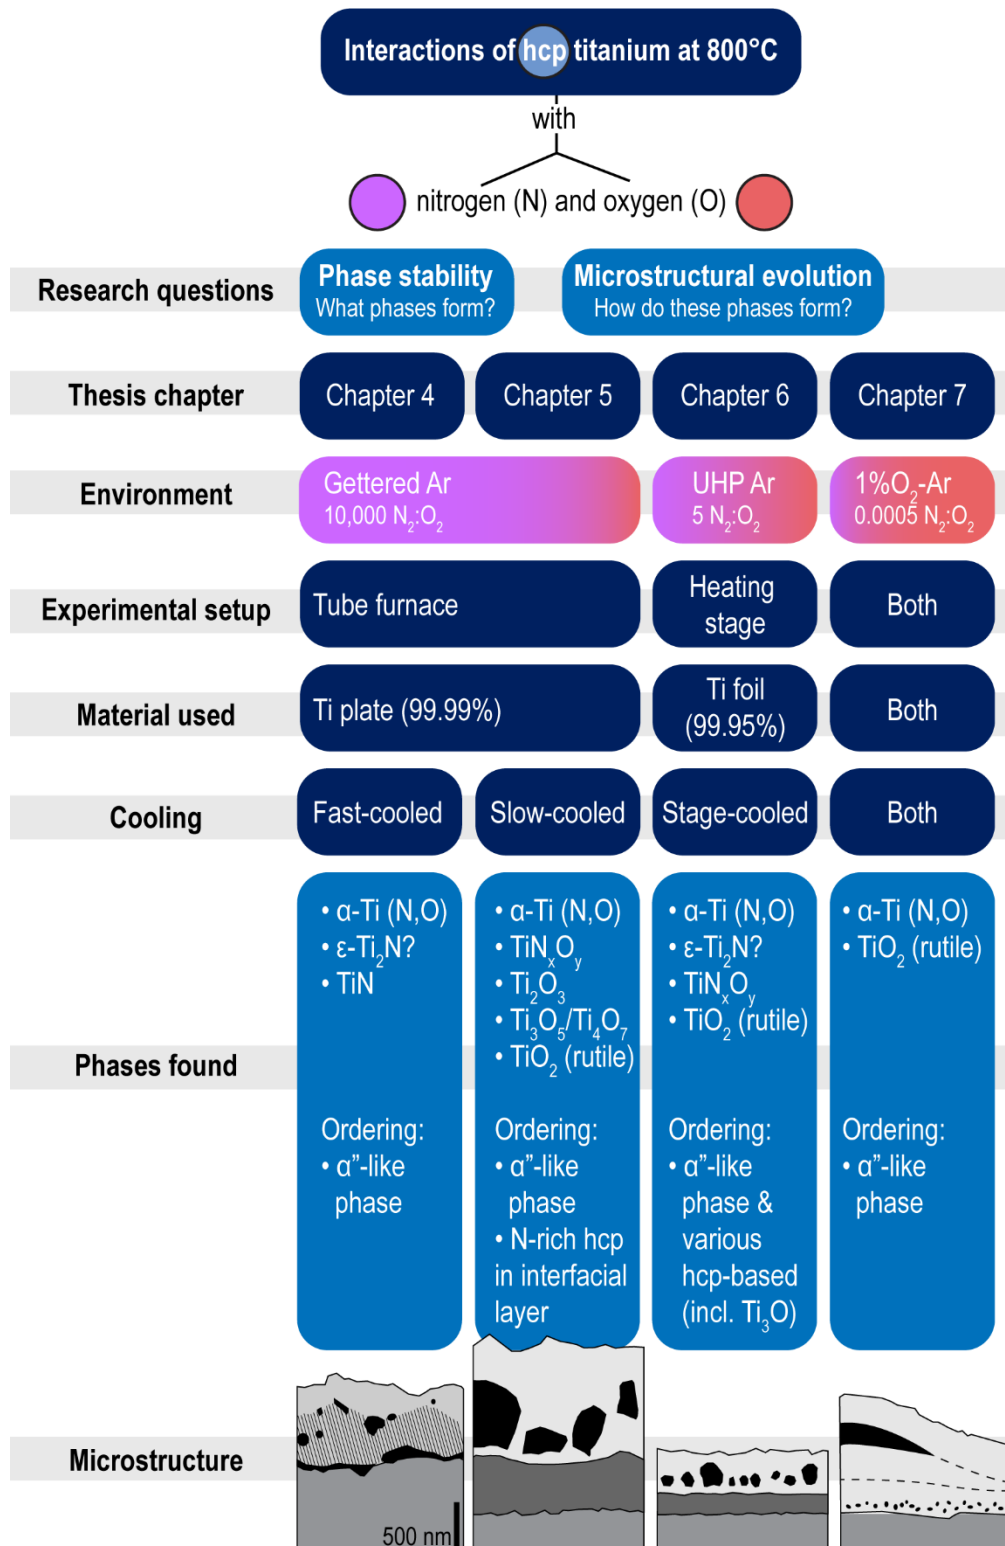 Interactions of hcp titanium at 800°C
with
nitrogen (N) and oxygen (O)
Research questions
Phase stability
What phases form?
Microstructural evolution
How do these phases form?
Thesis chapter
Chapter 4
Chapter 5
Chapter 6
Chapter 7
Environment
Gettered Ar
10,000 N₂:O₂
UHP Ar
5 N₂:O₂
1%O₂-Ar
0.0005 N₂:O₂
Experimental setup
Tube furnace
Heating
stage
Both
Material used
Ti plate (99.99%)
Ti foil
(99.95%)
Both
Cooling
Fast-cooled
Slow-cooled
Stage-cooled
Both
Phases found
• α-Ti (N,O)
• ε-Ti₂N?
• TiN
Ordering:
• α”-like
phase
• α-Ti (N,O)
• TiNₓOᵧ
• Ti₂O₃
• Ti₃O₅/Ti₄O₇
• TiO₂ (rutile)
Ordering:
• α”-like
phase
• N-rich hcp
in interfacial
layer
• α-Ti (N,O)
• ε-Ti₂N?
• TiNₓOᵧ
• TiO₂ (rutile)
Ordering:
• α”-like
phase &
various
hcp-based
(incl. Ti₃O)
• α-Ti (N,O)
• TiO₂ (rutile)
Ordering:
• α”-like
phase
Microstructure
500 nm